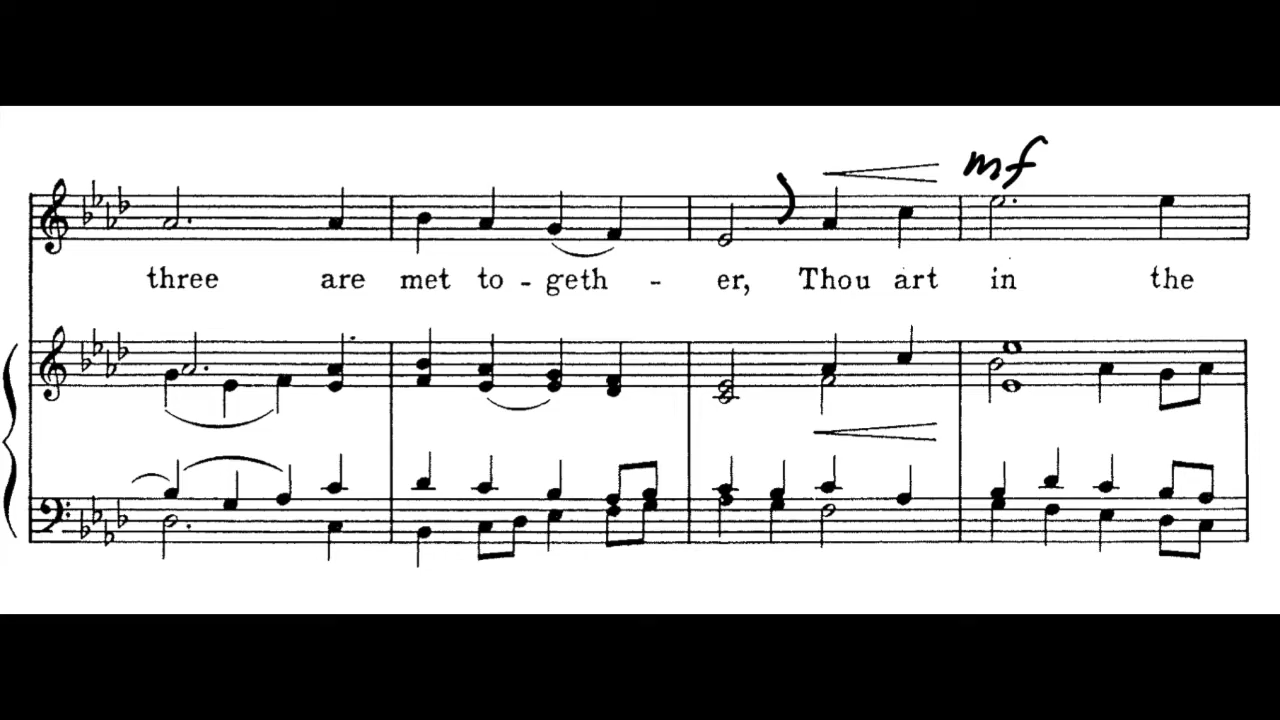 mf
three are met to - geth - er, Thou art in the